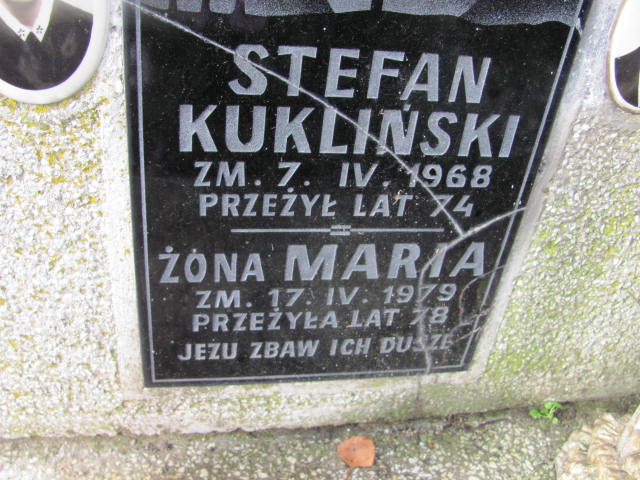 STEFAN
KUKLIŃSKI
ZM. 7. IV. 1968
PRZEŻYŁ LAT 74
ŻONA MARIA
ZM. 17. IV. 1979
PRZEŻYŁA LAT 78
JEZU ZBAW ICH DUSZE